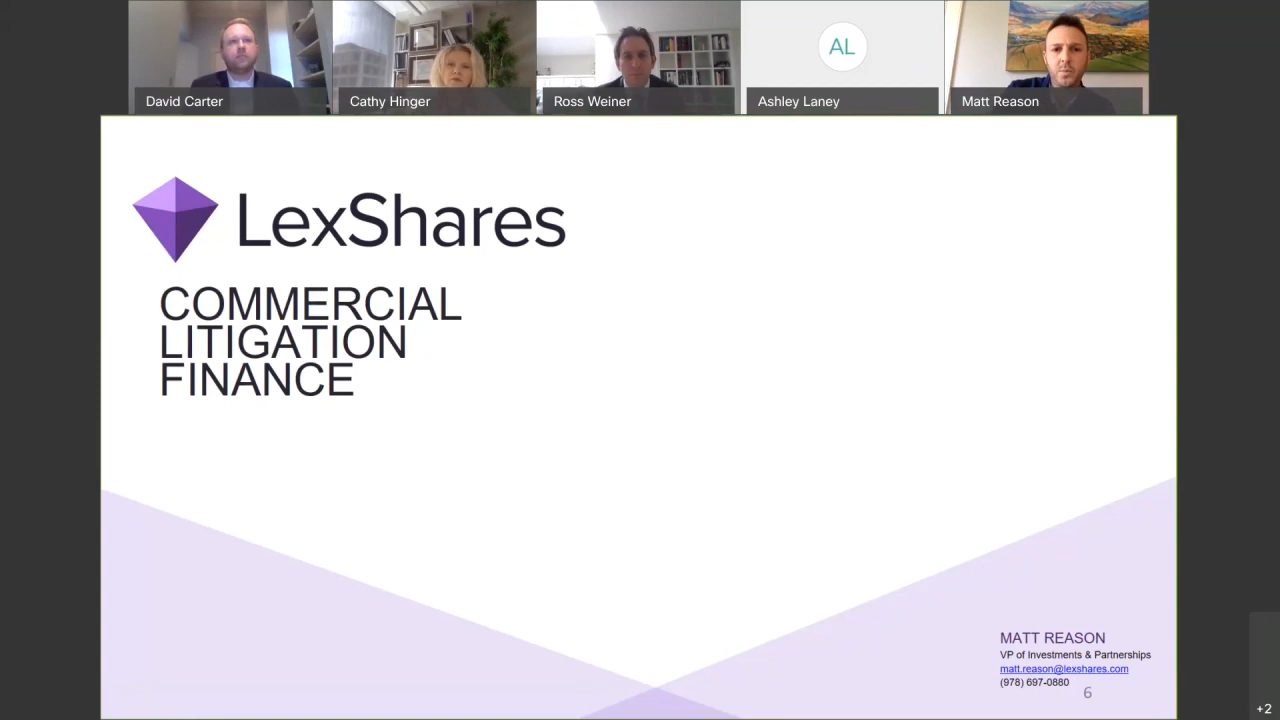 David Carter
Cathy Hinger
Ross Weiner
AL
Ashley Laney
Matt Reason
LexShares
COMMERCIAL
LITIGATION
FINANCE
MATT REASON
VP of Investments & Partnerships
matt.reason@lexshares.com
(978) 697-0880
6
+2